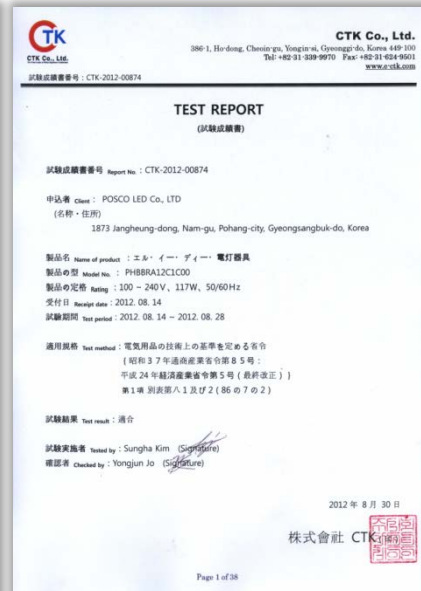 CTK
CTK Co., Ltd.
CTK Co., Ltd.
386-1, Ho-dong, Cheoin-gu, Yongin-si, Gyeonggi-do, Korea 449-100
Tel: +82-31-339-9970 Fax: +82-31-624-9501
www.e-ctk.com
試験成績書番号 : CTK-2012-00874
TEST REPORT
(試験成績書)
試験成績書番号 Report No. : CTK-2012-00874
申込者 Client : POSCO LED Co., LTD
(名称・住所)
1873 Jangheung-dong, Nam-gu, Pohang-city, Gyeongsangbuk-do, Korea
製品名 Name of product : エル・イー・ディー・電灯器具
製品の型 Model No. : PHBBRA12C1C00
製品の定格 Rating : 100 ~ 240 V, 117W, 50/60Hz
受付日 Receipt date : 2012. 08. 14
試験期間 Test period : 2012. 08. 14 ~ 2012. 08. 28
適用規格 Test method : 電気用品の技術上の基準を定める省令
(昭和37年通商産業省令第85号:
平成24年経済産業省令第5号(最終改正))
第1項 別表第八 1 及び 2 (86 の 7 の 2)
試験結果 Test result : 適合
試験実施者 Tested by : Sungha Kim (Signature)
確認者 Checked by : Yongjun Jo (Signature)
2012 年 8 月 30 日
株式會社 CTK
Page 1 of 38